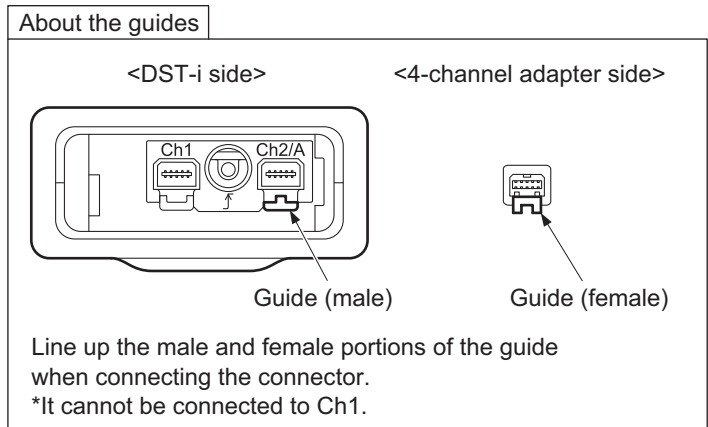 About the guides
<DST-i side>
<4-channel adapter side>
Ch1
Ch2/A
Guide (male)
Guide (female)
Line up the male and female portions of the guide
when connecting the connector.
*It cannot be connected to Ch1.